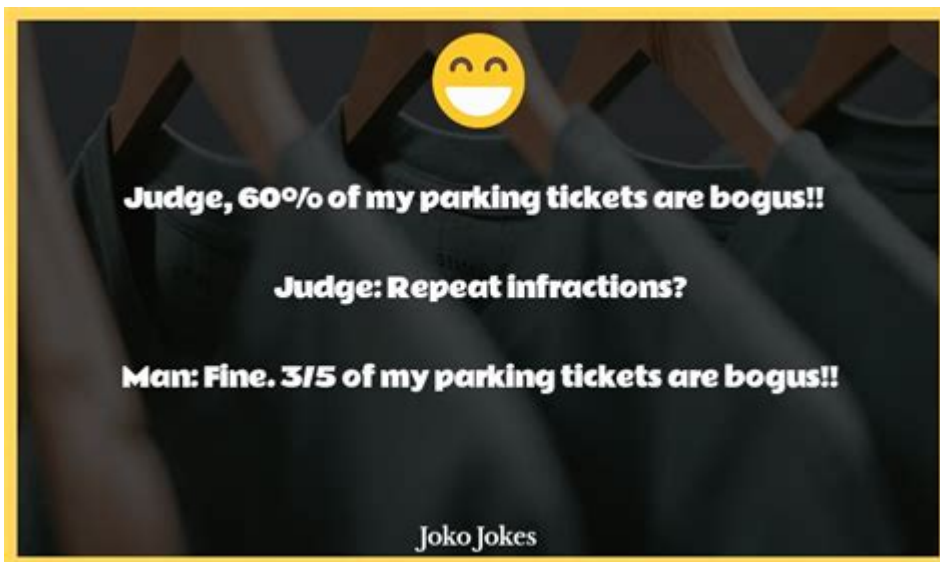 Judge, 60% of my parking tickets are bogus!!
Judge: Repeat infractions?
Man: Fine. 3/5 of my parking tickets are bogus!!
Joko Jokes